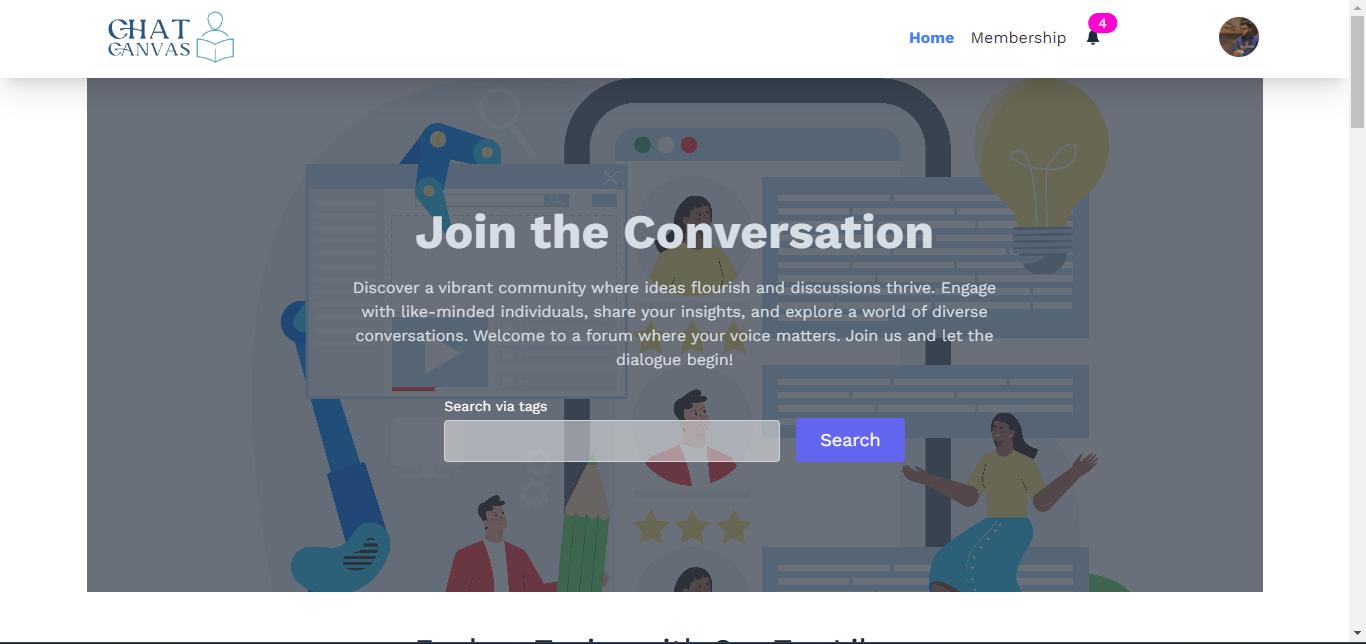 CHAT
CANVAS
Home
Membership
4
Join the Conversation
Discover a vibrant community where ideas flourish and discussions thrive. Engage
with like-minded individuals, share your insights, and explore a world of diverse
conversations. Welcome to a forum where your voice matters. Join us and let the
dialogue begin!
Search via tags
Search